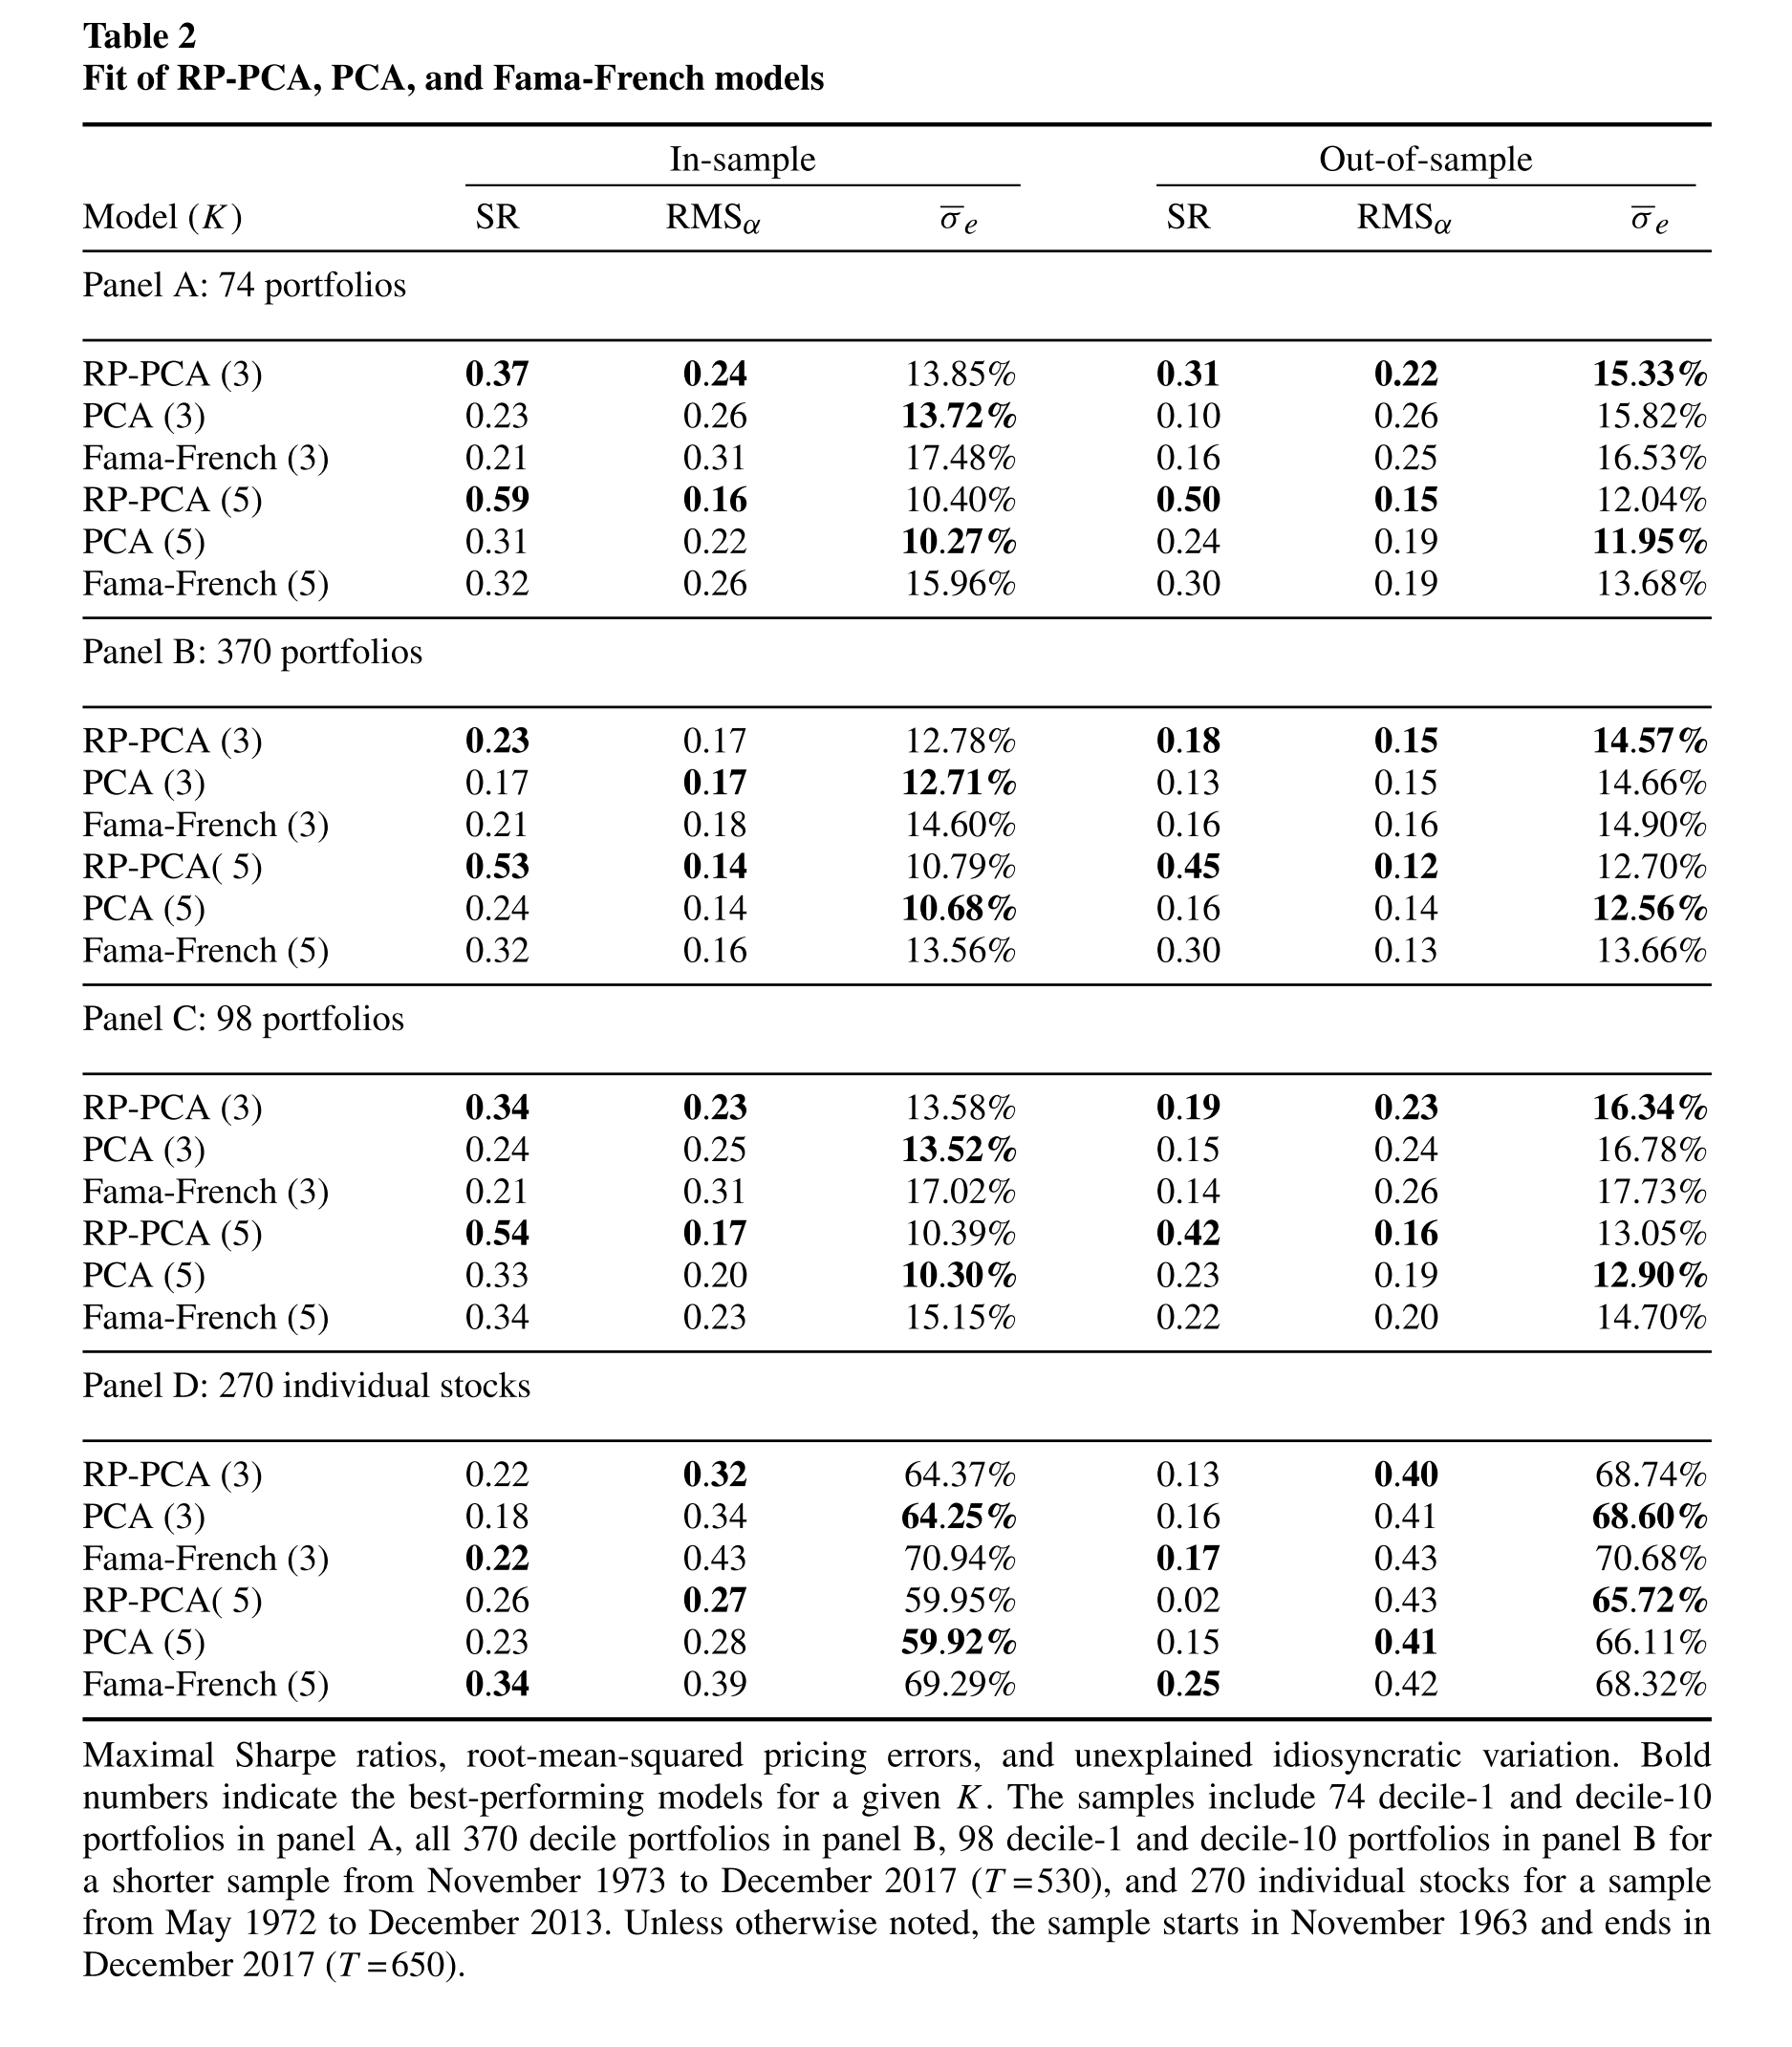 Table 2
Fit of RP-PCA, PCA, and Fama-French models
In-sample Out-of-sample
Model (K) SR RMSα σ̅e SR RMSα σ̅e
Panel A: 74 portfolios
RP-PCA (3) 0.37 0.24 13.85% 0.31 0.22 15.33%
PCA (3) 0.23 0.26 13.72% 0.10 0.26 15.82%
Fama-French (3) 0.21 0.31 17.48% 0.16 0.25 16.53%
RP-PCA (5) 0.59 0.16 10.40% 0.50 0.15 12.04%
PCA (5) 0.31 0.22 10.27% 0.24 0.19 11.95%
Fama-French (5) 0.32 0.26 15.96% 0.30 0.19 13.68%
Panel B: 370 portfolios
RP-PCA (3) 0.23 0.17 12.78% 0.18 0.15 14.57%
PCA (3) 0.17 0.17 12.71% 0.13 0.15 14.66%
Fama-French (3) 0.21 0.18 14.60% 0.16 0.16 14.90%
RP-PCA( 5) 0.53 0.14 10.79% 0.45 0.12 12.70%
PCA (5) 0.24 0.14 10.68% 0.16 0.14 12.56%
Fama-French (5) 0.32 0.16 13.56% 0.30 0.13 13.66%
Panel C: 98 portfolios
RP-PCA (3) 0.34 0.23 13.58% 0.19 0.23 16.34%
PCA (3) 0.24 0.25 13.52% 0.15 0.24 16.78%
Fama-French (3) 0.21 0.31 17.02% 0.14 0.26 17.73%
RP-PCA (5) 0.54 0.17 10.39% 0.42 0.16 13.05%
PCA (5) 0.33 0.20 10.30% 0.23 0.19 12.90%
Fama-French (5) 0.34 0.23 15.15% 0.22 0.20 14.70%
Panel D: 270 individual stocks
RP-PCA (3) 0.22 0.32 64.37% 0.13 0.40 68.74%
PCA (3) 0.18 0.34 64.25% 0.16 0.41 68.60%
Fama-French (3) 0.22 0.43 70.94% 0.17 0.43 70.68%
RP-PCA( 5) 0.26 0.27 59.95% 0.02 0.43 65.72%
PCA (5) 0.23 0.28 59.92% 0.15 0.41 66.11%
Fama-French (5) 0.34 0.39 69.29% 0.25 0.42 68.32%
Maximal Sharpe ratios, root-mean-squared pricing errors, and unexplained idiosyncratic variation. Bold
numbers indicate the best-performing models for a given K. The samples include 74 decile-1 and decile-10
portfolios in panel A, all 370 decile portfolios in panel B, 98 decile-1 and decile-10 portfolios in panel B for
a shorter sample from November 1973 to December 2017 (T=530), and 270 individual stocks for a sample
from May 1972 to December 2013. Unless otherwise noted, the sample starts in November 1963 and ends in
December 2017 (T=650).